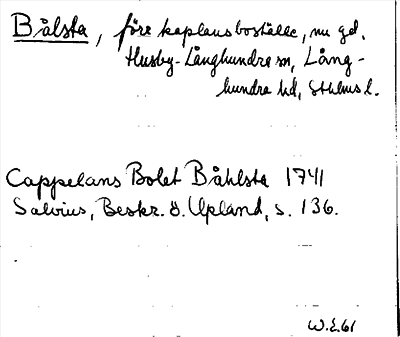 Bålsta, före kaplansboställe, nu gd.
Husby-Långhundra sn, Lång-
hundra hd, Sthlms l.
Cappelans Bolet Båhlsta 1741
Salvius, Beskr. ö. Upland, s. 136.
W.E.61